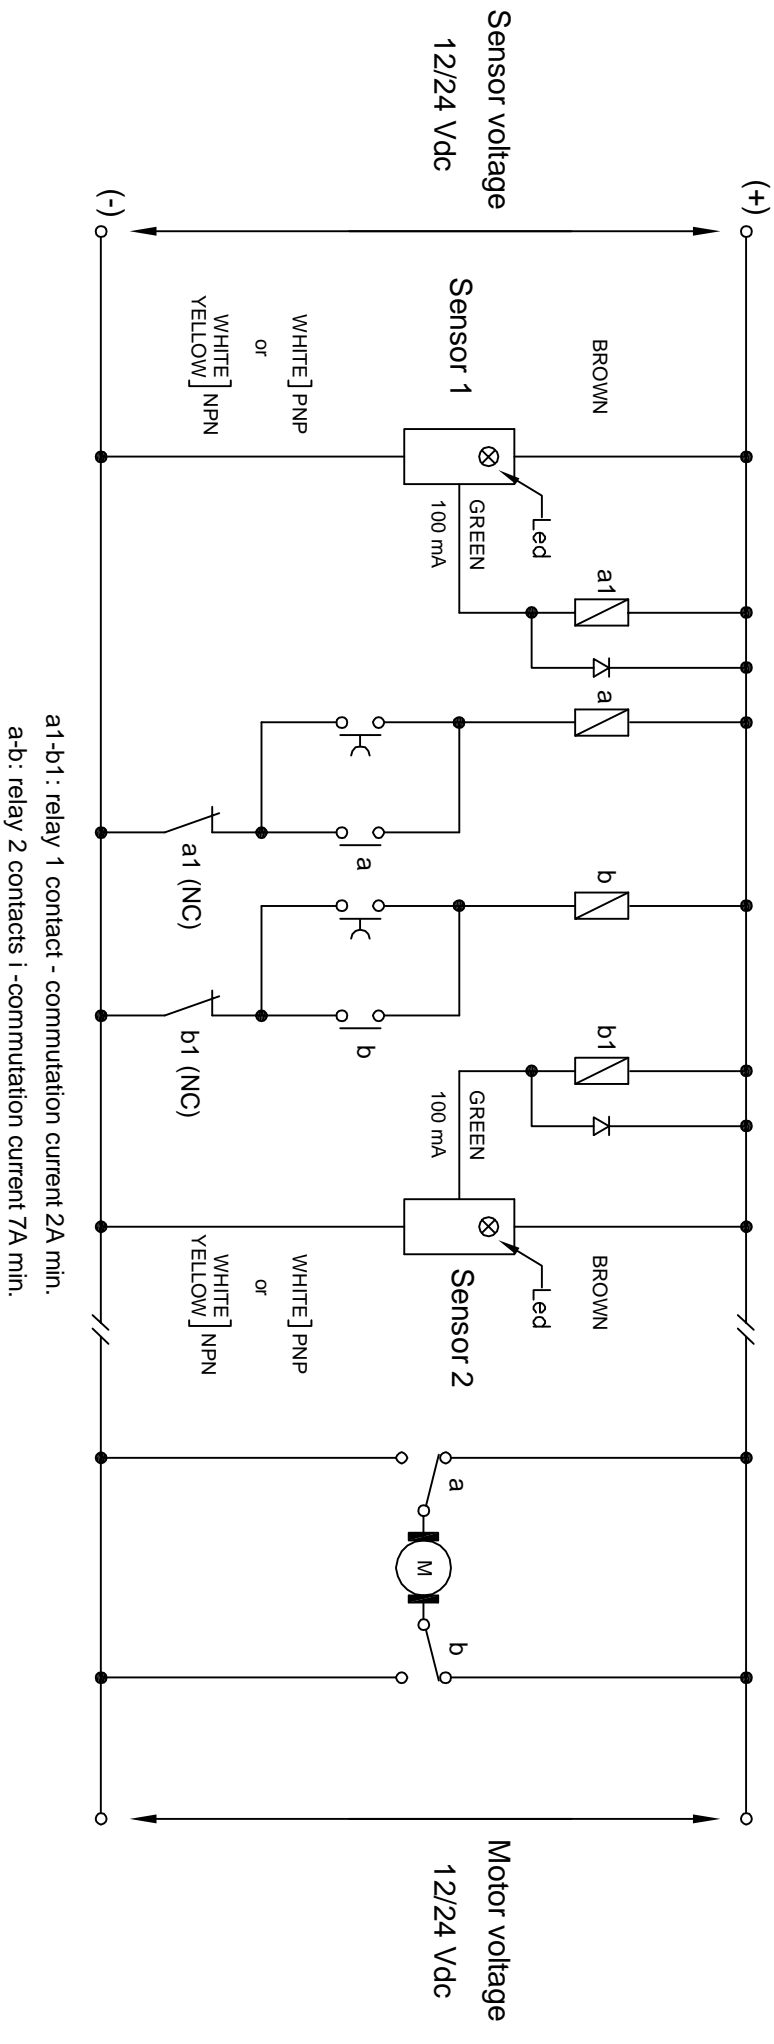 Sensor voltage
12/24 Vdc
(+)
(-)
BROWN
Sensor 1
WHITE] PNP
or
WHITE
YELLOW] NPN
Led
GREEN
100 mA
a1
a
a
a1 (NC)
b
b
b1 (NC)
b1
GREEN
100 mA
BROWN
Led
Sensor 2
WHITE] PNP
or
WHITE
YELLOW] NPN
a
M
b
Motor voltage
12/24 Vdc
a1-b1: relay 1 contact - commutation current 2A min.
a-b: relay 2 contacts i -commutation current 7A min.